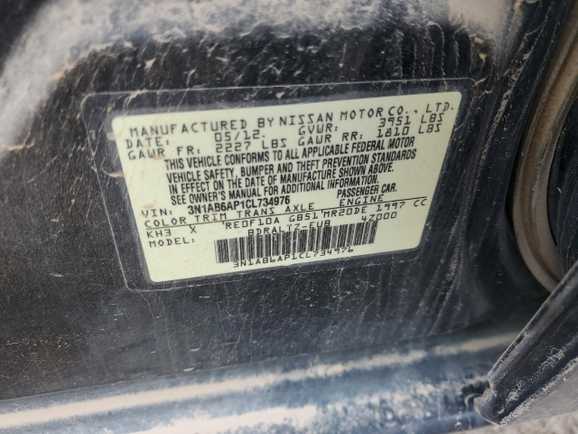 MANUFACTURED BY NISSAN MOTOR CO., LTD.
DATE: 05/12 GVWR: 3951 LBS
GAWR FR: 2227 LBS GAWR RR: 1810 LBS
THIS VEHICLE CONFORMS TO ALL APPLICABLE FEDERAL MOTOR
VEHICLE SAFETY, BUMPER, AND THEFT PREVENTION STANDARDS
IN EFFECT ON THE DATE OF MANUFACTURE SHOWN ABOVE.
SEE OWNER'S MANUAL FOR ADDITIONAL INFORMATION.
VIN: 3N1AB6AP1CL734976 PASSENGER CAR
COLOR TRIM TRANS AXLE ENGINE
KH3 X RE0F10A GB51 MR20DE 1997 CC
MODEL: BDRALTZ-EUB 4Z000
3N1AB6AP1CL734976